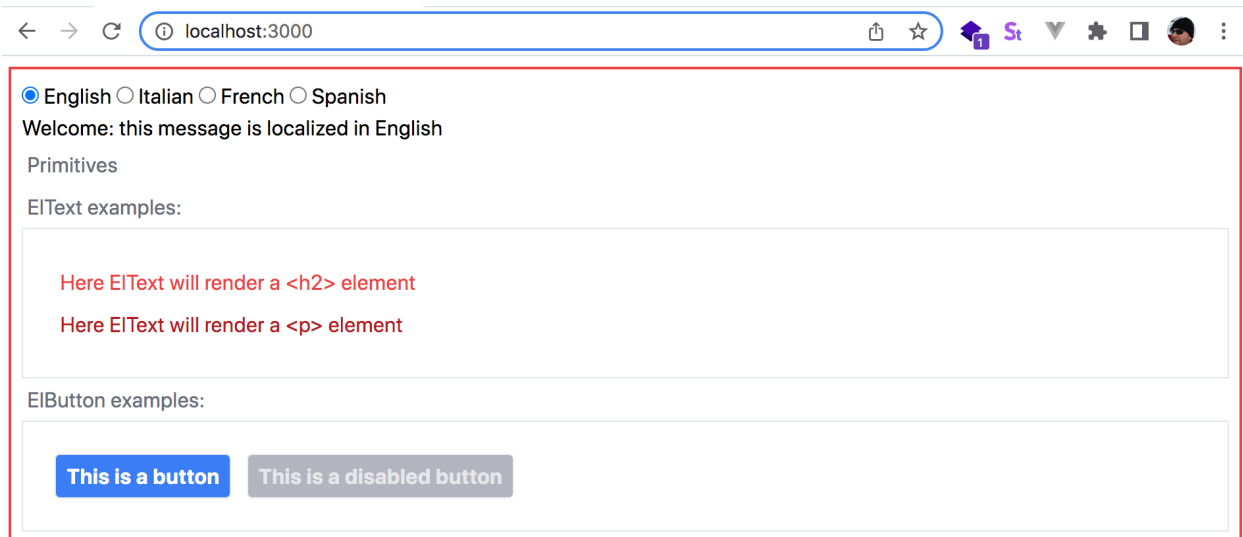 localhost:3000
1
St
English Italian French Spanish
Welcome: this message is localized in English
Primitives
ElText examples:
Here ElText will render a <h2> element
Here ElText will render a <p> element
ElButton examples:
This is a button This is a disabled button